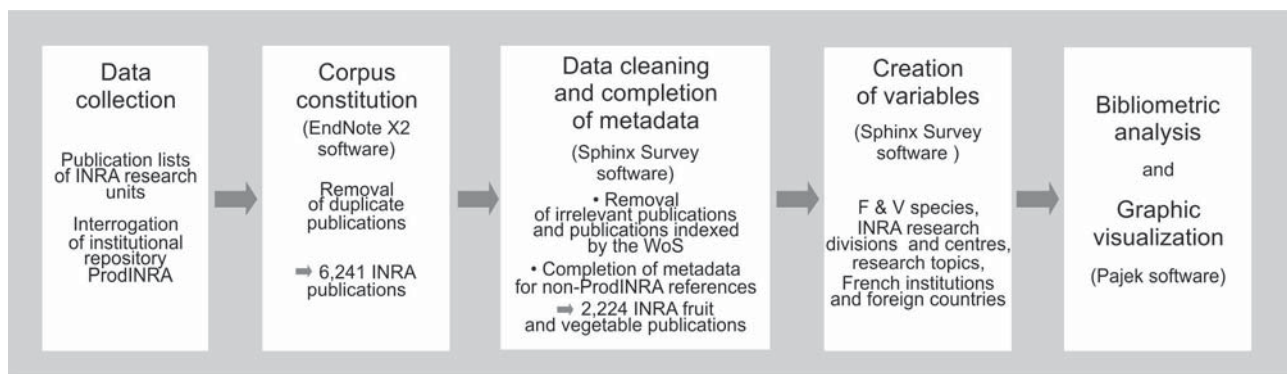 Data
collection
Publication lists
of INRA research
units
Interrogation
of institutional
repository
ProdINRA
Corpus
constitution
(EndNote X2
software)
Removal
of duplicate
publications
➡ 6,241 INRA
publications
Data cleaning
and completion
of metadata
(Sphinx Survey
software)
• Removal
of irrelevant publications
and publications indexed
by the WoS
• Completion of metadata
for non-ProdINRA references
➡ 2,224 INRA fruit
and vegetable publications
Creation
of variables
(Sphinx Survey
software )
F & V species,
INRA research
divisions and centres,
research topics,
French institutions
and foreign countries
Bibliometric
analysis
and
Graphic
visualization
(Pajek software)